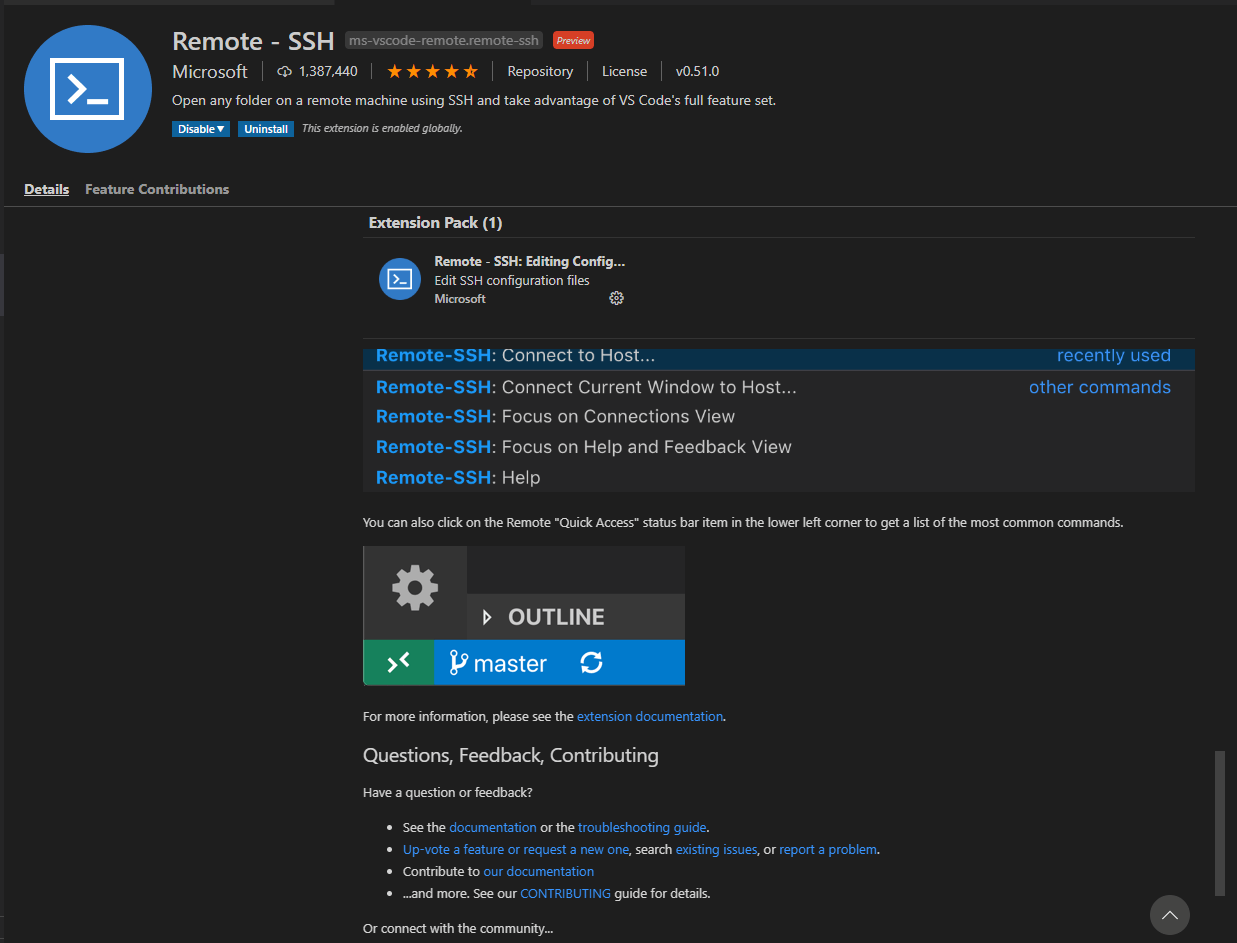 Remote - SSH ms-vscode-remote.remote-ssh Preview
Microsoft 1,387,440 Repository License v0.51.0
Open any folder on a remote machine using SSH and take advantage of VS Code's full feature set.
Disable Uninstall This extension is enabled globally.
Details Feature Contributions
Extension Pack (1)
Remote - SSH: Editing Config...
Edit SSH configuration files
Microsoft
Remote-SSH: Connect to Host... recently used
Remote-SSH: Connect Current Window to Host... other commands
Remote-SSH: Focus on Connections View
Remote-SSH: Focus on Help and Feedback View
Remote-SSH: Help
You can also click on the Remote "Quick Access" status bar item in the lower left corner to get a list of the most common commands.
OUTLINE
master
For more information, please see the extension documentation.
Questions, Feedback, Contributing
Have a question or feedback?
See the documentation or the troubleshooting guide.
Up-vote a feature or request a new one, search existing issues, or report a problem.
Contribute to our documentation
...and more. See our CONTRIBUTING guide for details.
Or connect with the community...